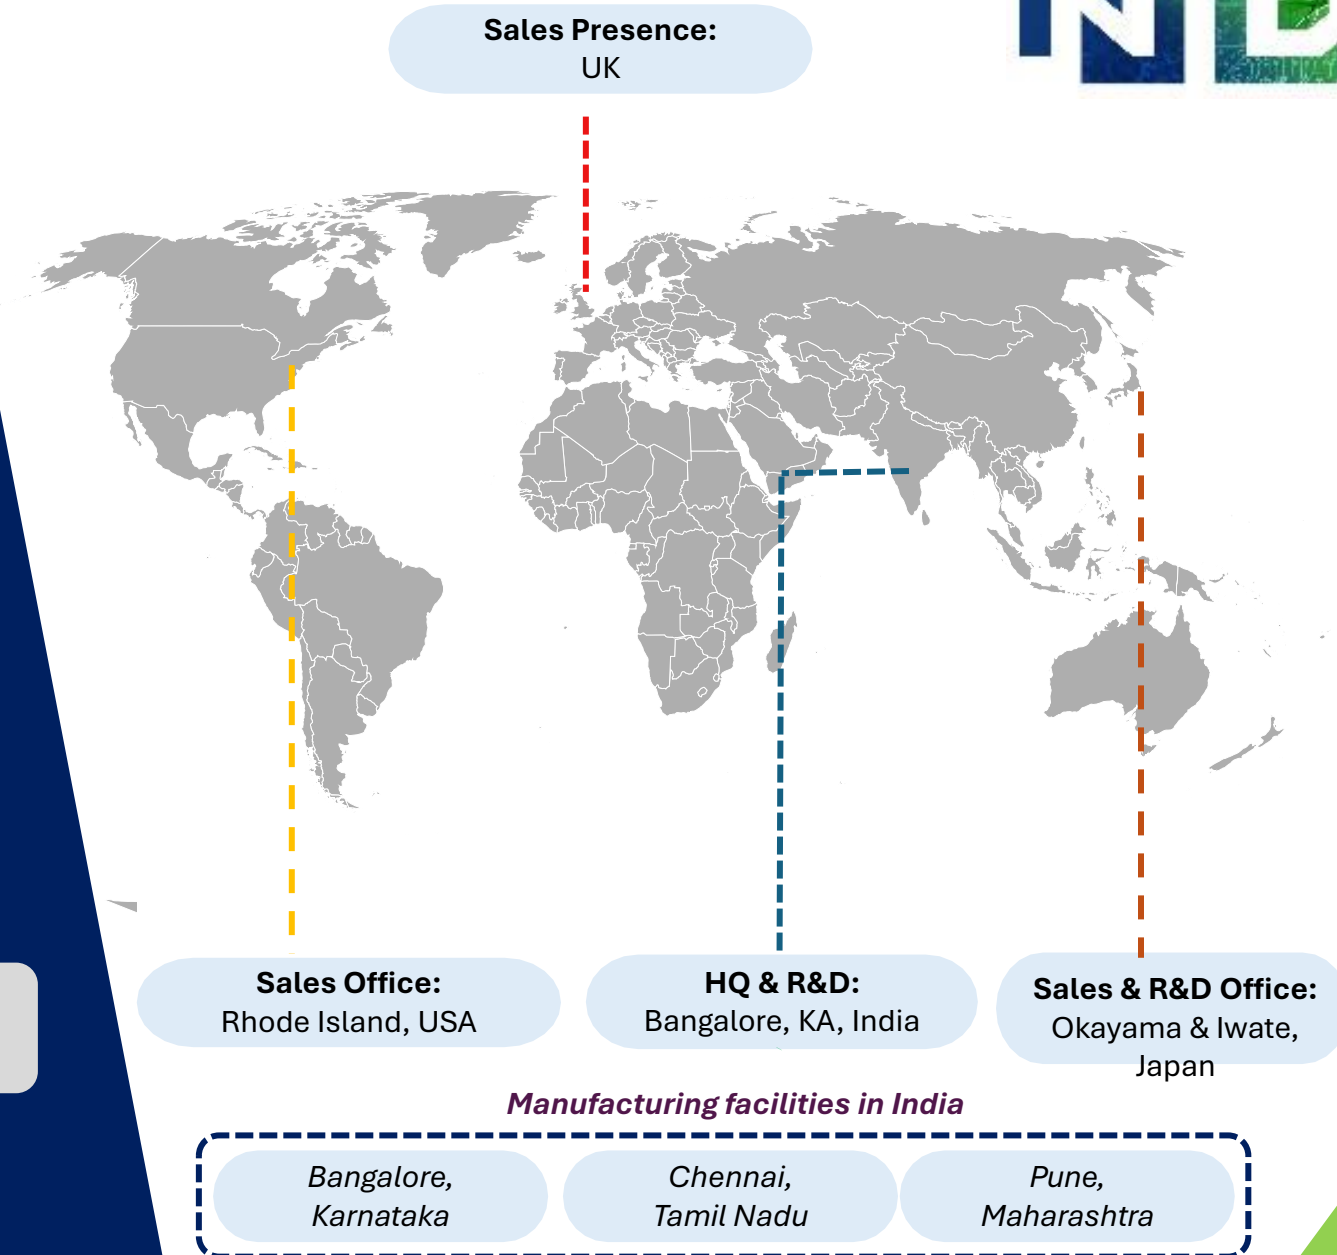 Sales Presence:
UK
Sales Office:
Rhode Island, USA
HQ & R&D:
Bangalore, KA, India
Sales & R&D Office:
Okayama & Iwate,
Japan
Manufacturing facilities in India
Bangalore,
Karnataka
Chennai,
Tamil Nadu
Pune,
Maharashtra